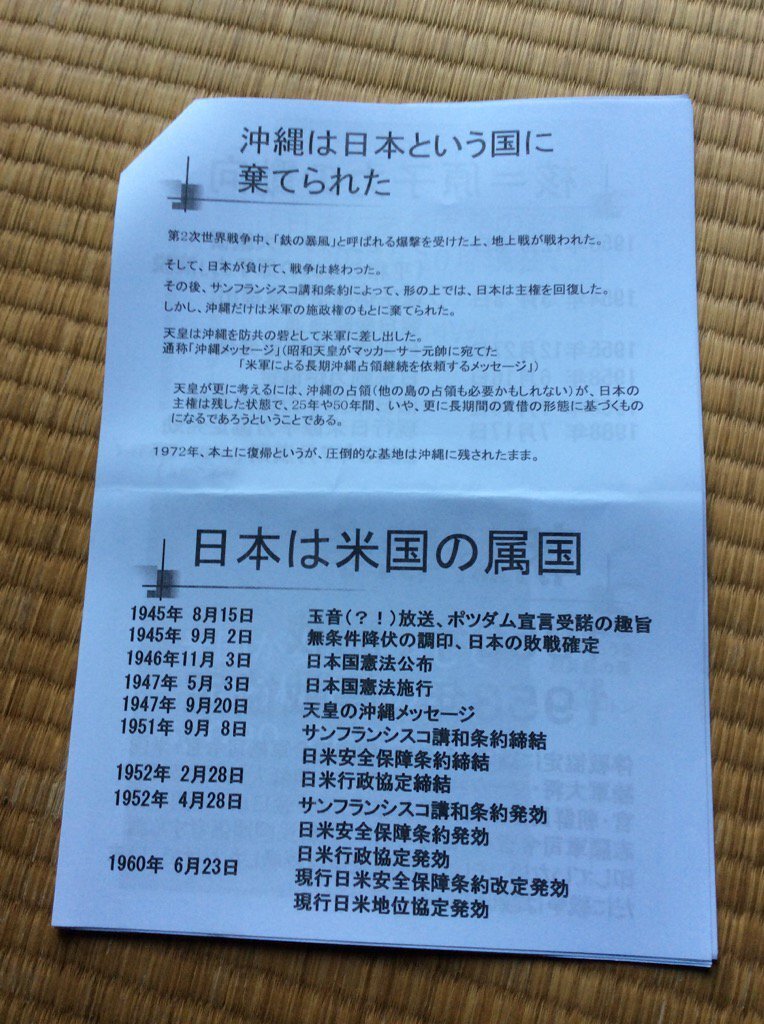 沖縄は日本という国に
棄てられた
第2次世界戦争中、「鉄の暴風」と呼ばれる爆撃を受けた上、地上戦が戦われた。
そして、日本が負けて、戦争は終わった。
その後、サンフランシスコ講和条約によって、形の上では、日本は主権を回復した。
しかし、沖縄だけは米軍の施政権のもとに棄てられた。
天皇は沖縄を防共の砦として米軍に差し出した。
通称「沖縄メッセージ」(昭和天皇がマッカーサー元帥に宛てた
「米軍による長期沖縄占領継続を依頼するメッセージ」)
天皇が更に考えるには、沖縄の占領(他の島の占領も必要かもしれない)が、日本の
主権は残した状態で、25年や50年間、いや、更に長期間の賃借の形態に基づくもの
になるであろうということである。
1972年、本土に復帰というが、圧倒的な基地は沖縄に残されたまま。
日本は米国の属国
1945年 8月15日 玉音(?!)放送、ポツダム宣言受諾の趣旨
1945年 9月 2日 無条件降伏の調印、日本の敗戦確定
1946年11月 3日 日本国憲法公布
1947年 5月 3日 日本国憲法施行
1947年 9月20日 天皇の沖縄メッセージ
1951年 9月 8日 サンフランシスコ講和条約締結
日米安全保障条約締結
1952年 2月28日 日米行政協定締結
1952年 4月28日 サンフランシスコ講和条約発効
日米安全保障条約発効
日米行政協定発効
1960年 6月23日 現行日米安全保障条約改定発効
現行日米地位協定発効